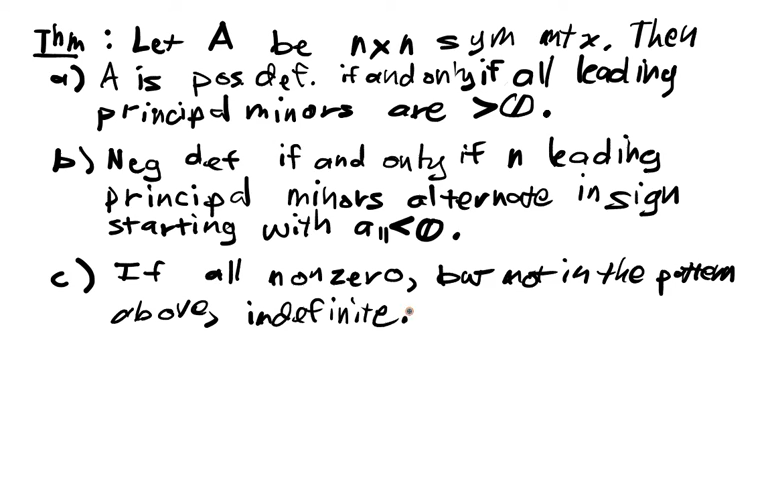 Thm : Let A be n×n sym mtx. Then
a) A is pos def. if and only if all leading
principal minors are >0.
b) Neg def if and only if n leading
principal minors alternate in sign
starting with a₁₁<0.
c) If all nonzero, but not in the pattern
above, indefinite.